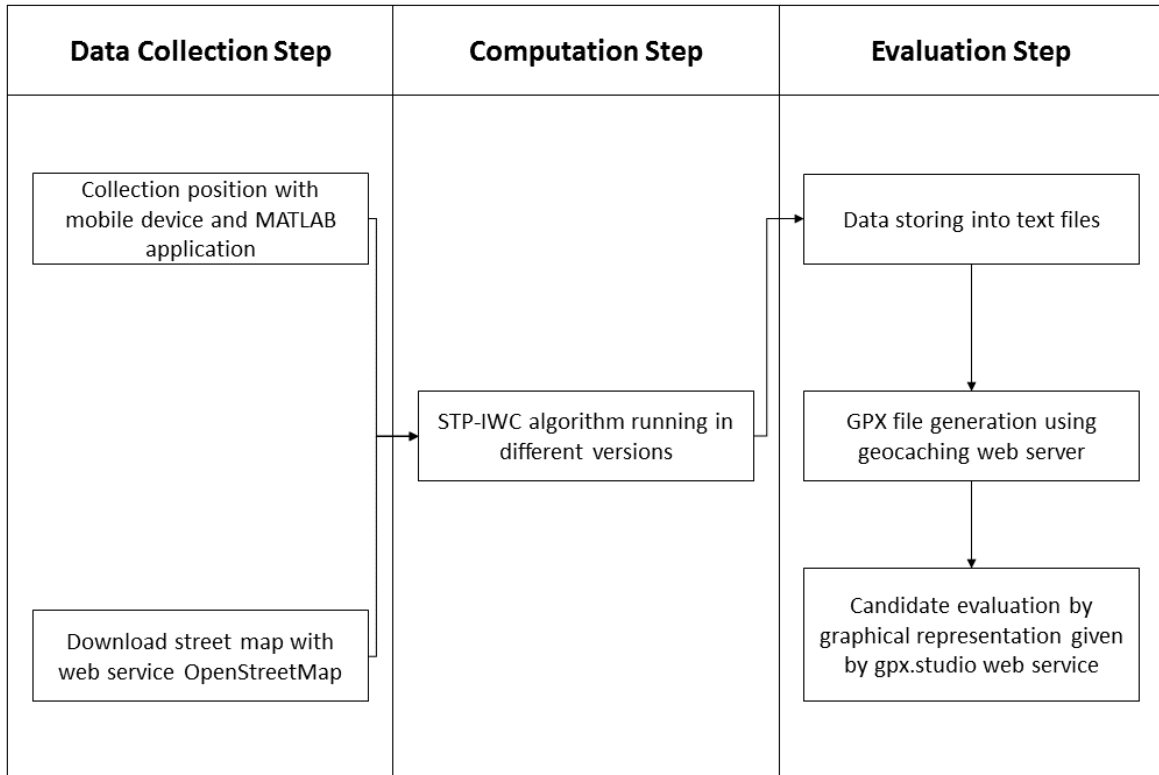 Data Collection Step
Computation Step
Evaluation Step
Collection position with
mobile device and MATLAB
application
Download street map with
web service OpenStreetMap
STP-IWC algorithm running in
different versions
Data storing into text files
GPX file generation using
geocaching web server
Candidate evaluation by
graphical representation given
by gpx.studio web service